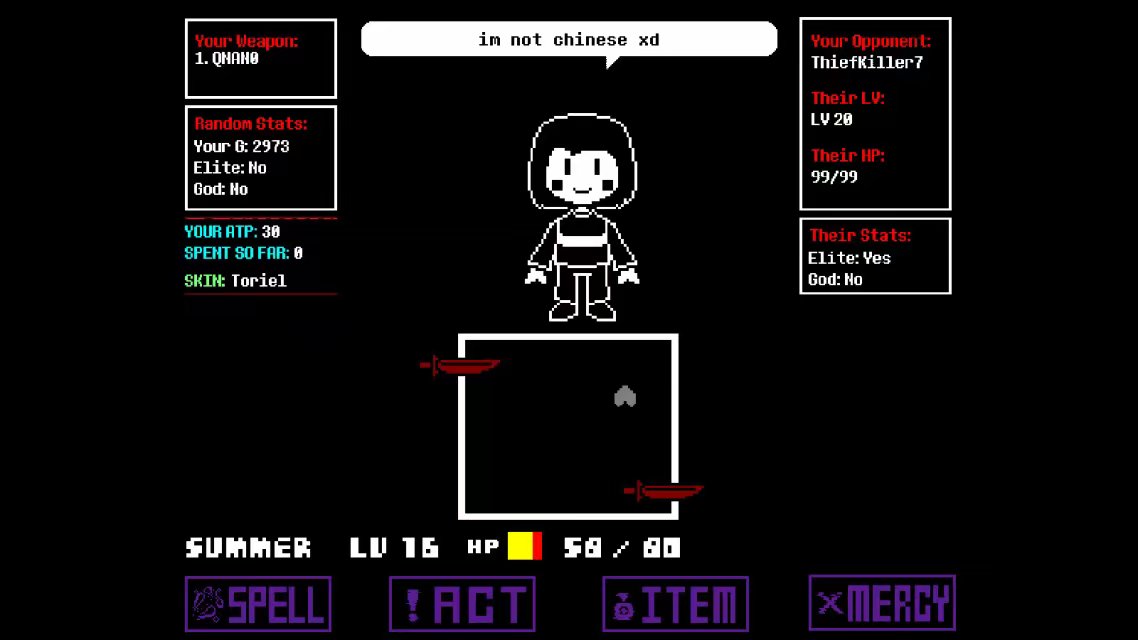 Your Weapon:
1. QNAN0
Random Stats:
Your G: 2973
Elite: No
God: No
YOUR ATP: 30
SPENT SO FAR: 0
SKIN: Toriel
im not chinese xd
Your Opponent:
ThiefKiller7
Their LV:
LV 20
Their HP:
99/99
Their Stats:
Elite: Yes
God: No
SUMMER LV 16 HP 58 / 80
SPELL
ACT
ITEM
MERCY